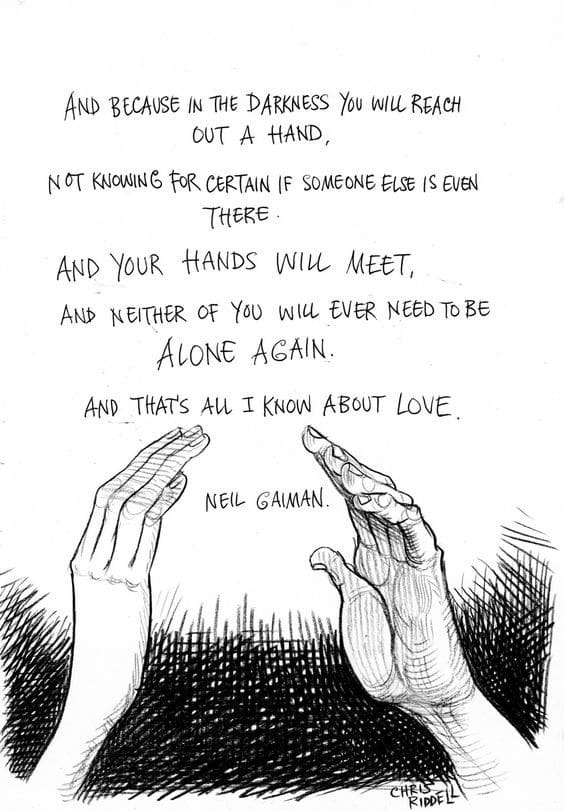 AND BECAUSE IN THE DARKNESS YOU WILL REACH
OUT A HAND,
NOT KNOWING FOR CERTAIN IF SOMEONE ELSE IS EVEN
THERE.
AND YOUR HANDS WILL MEET,
AND NEITHER OF YOU WILL EVER NEED TO BE
ALONE AGAIN.
AND THAT'S ALL I KNOW ABOUT LOVE.
NEIL GAIMAN.
CHRIS
RIDDELL